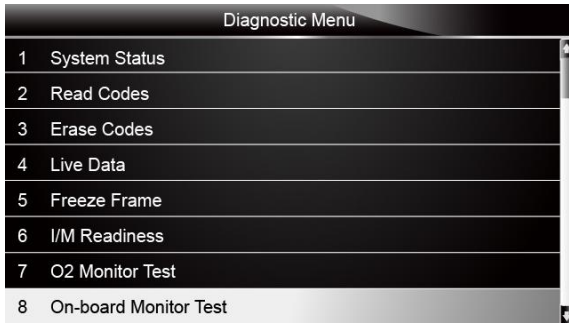 Diagnostic Menu
1 System Status
2 Read Codes
3 Erase Codes
4 Live Data
5 Freeze Frame
6 I/M Readiness
7 O2 Monitor Test
8 On-board Monitor Test